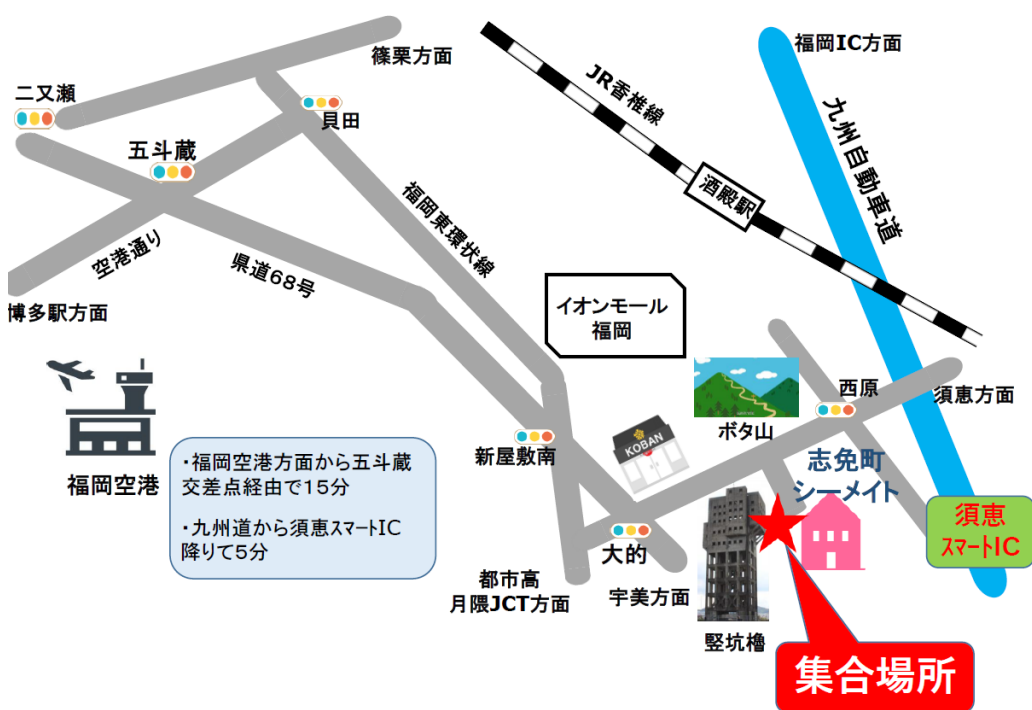 福岡IC方面
篠栗方面
JR香椎線
二又瀬
貝田
九州自動車道
五斗蔵
酒殿駅
福岡東環状線
空港通り
県道68号
博多駅方面
イオンモール
福岡
西原
須恵方面
ボタ山
KOBAN
新屋敷南
志免町
シーメイト
福岡空港
・福岡空港方面から五斗蔵
交差点経由で15分
・九州道から須恵スマートIC
降りて5分
須恵
スマートIC
大的
都市高
月隈JCT方面
宇美方面
竪坑櫓
集合場所